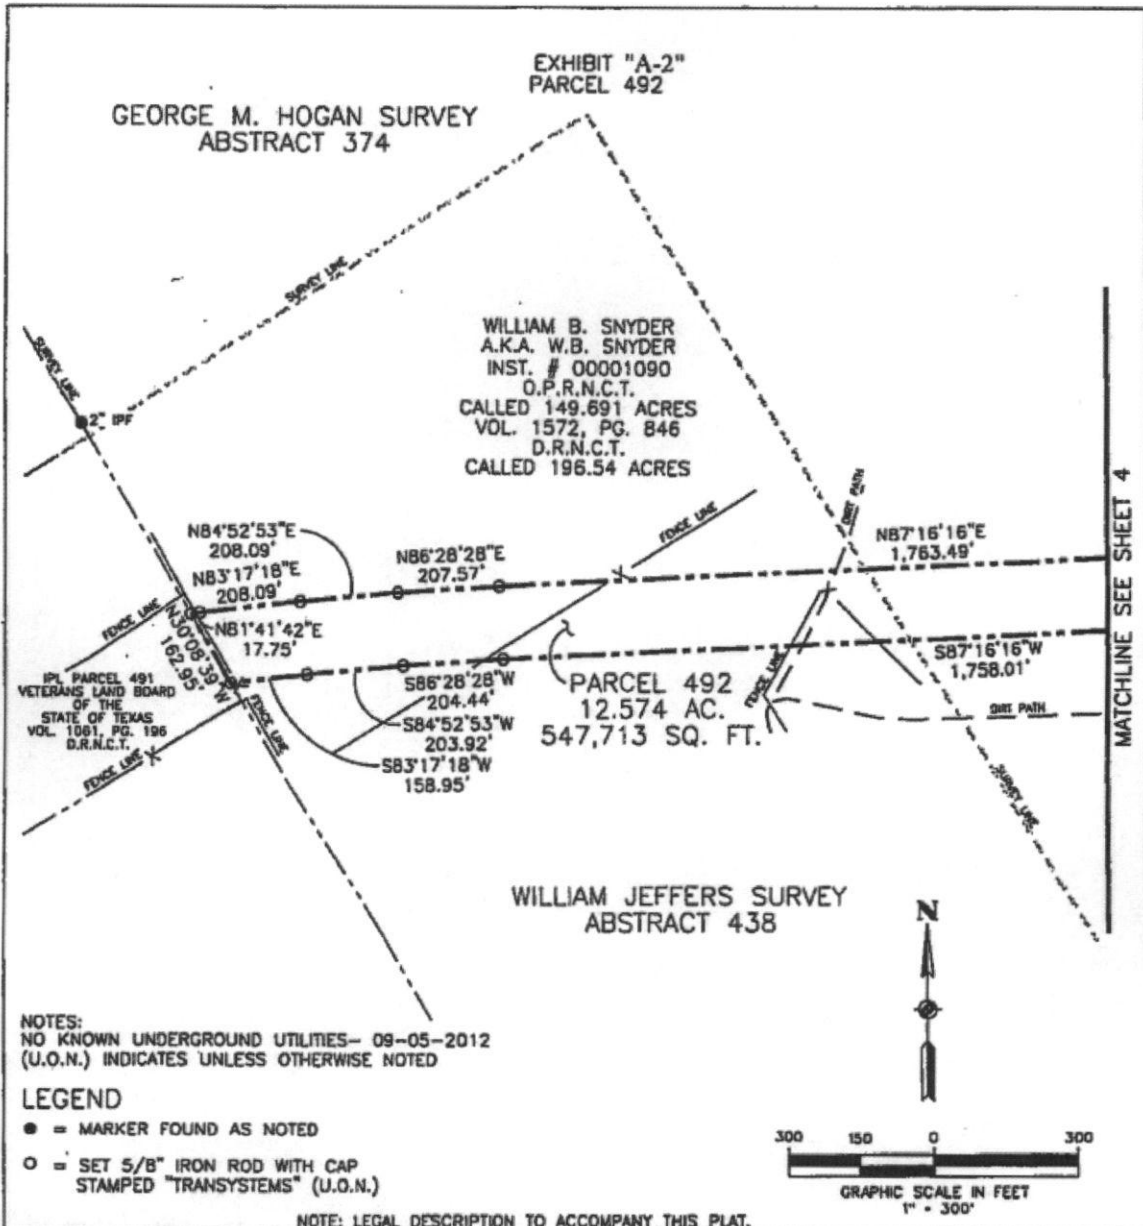 EXHIBIT "A-2"
PARCEL 492
GEORGE M. HOGAN SURVEY
ABSTRACT 374
SURVEY LINE
SURVEY LINE
2" IPF
WILLIAM B. SNYDER
A.K.A. W.B. SNYDER
INST. # 00001090
O.P.R.N.C.T.
CALLED 149.691 ACRES
VOL. 1572, PG. 846
D.R.N.C.T.
CALLED 196.54 ACRES
MATCHLINE SEE SHEET 4
DIRT PATH
FENCE LINE
N84°52'53"E
208.09'
N86°28'28"E
207.57'
N87°16'16"E
1,763.49'
N83°17'18"E
208.09'
FENCE LINE
N81°41'42"E
17.75'
N30°08'39"W
162.95'
S87°16'16"W
1,758.01'
IPL PARCEL 491
VETERANS LAND BOARD
OF THE
STATE OF TEXAS
VOL. 1061, PG. 196
D.R.N.C.T.
FENCE LINE
S86°28'28"W
204.44'
S84°52'53"W
203.92'
S83°17'18"W
158.95'
PARCEL 492
12.574 AC.
547,713 SQ. FT.
FENCE LINE
DIRT PATH
FENCE LINE
SURVEY LINE
WILLIAM JEFFERS SURVEY
ABSTRACT 438
N
NOTES:
NO KNOWN UNDERGROUND UTILITIES- 09-05-2012
(U.O.N.) INDICATES UNLESS OTHERWISE NOTED
LEGEND
● = MARKER FOUND AS NOTED
○ = SET 5/8" IRON ROD WITH CAP
STAMPED "TRANSYSTEMS" (U.O.N.)
300 150 0 300
GRAPHIC SCALE IN FEET
1" - 300'
NOTE: LEGAL DESCRIPTION TO ACCOMPANY THIS PLAT.